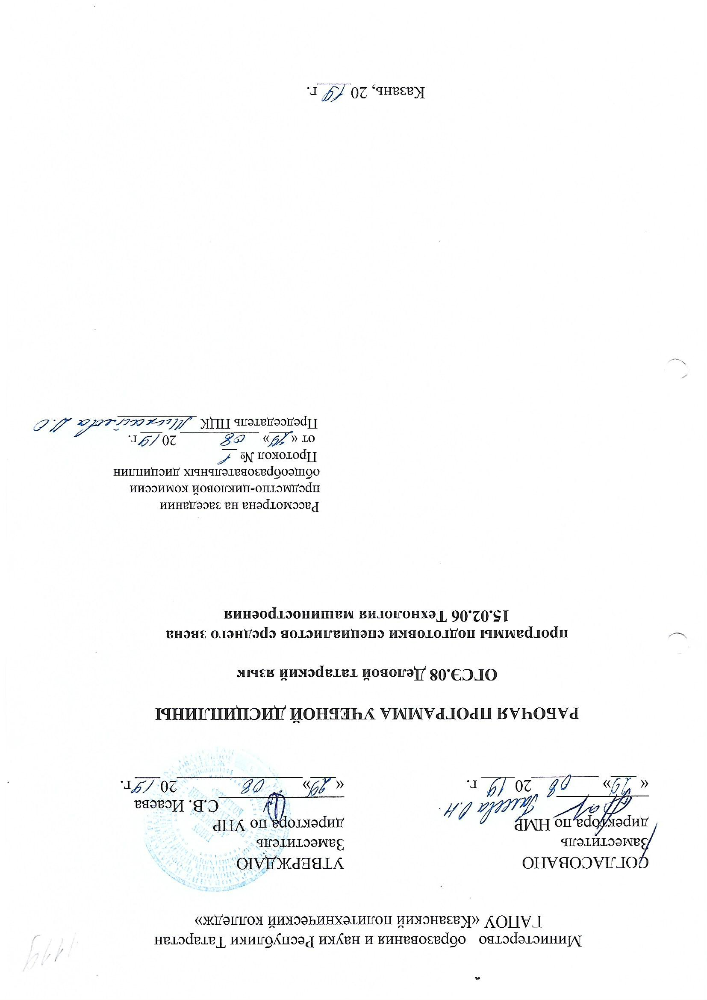 Министерство образования и науки Республики Татарстан
ГАПОУ «Казанский политехнический колледж»
СОГЛАСОВАНО
Заместитель
директора по НМР
Галеева О.Н.
« 29 » 08 20 19 г.
УТВЕРЖДАЮ
Заместитель
директора по УПР
С.В. Исаева
« 29 » 08 20 19 г.
РАБОЧАЯ ПРОГРАММА УЧЕБНОЙ ДИСЦИПЛИНЫ
ОГСЭ.08 Деловой татарский язык
программы подготовки специалистов среднего звена
15.02.06 Технология машиностроения
Рассмотрена на заседании
предметно-цикловой комиссии
общеобразовательных дисциплин
Протокол № 1
от « 29 » 08 20 19 г.
Председатель ПЦК Михайлова Л.О
Казань, 20 19 г.